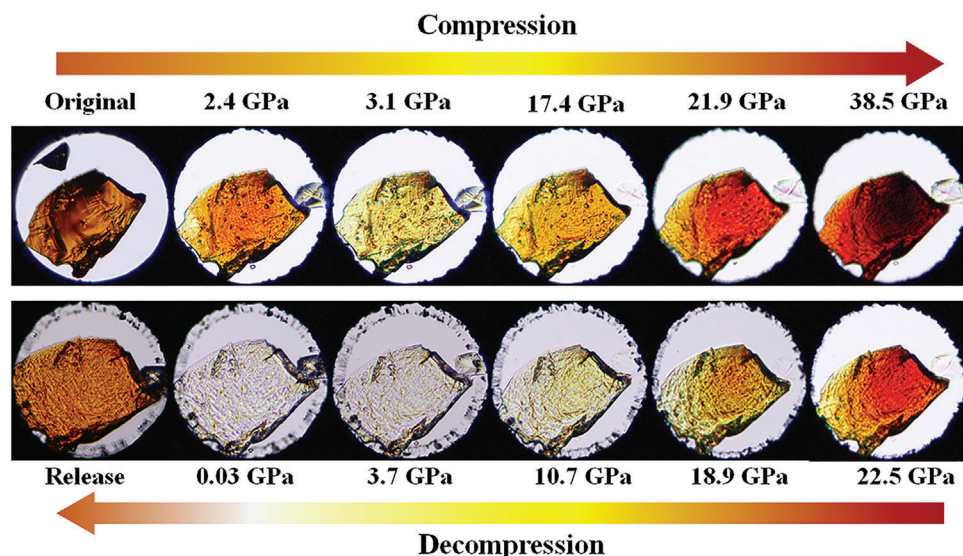 Compression
Original 2.4 GPa 3.1 GPa 17.4 GPa 21.9 GPa 38.5 GPa
Release 0.03 GPa 3.7 GPa 10.7 GPa 18.9 GPa 22.5 GPa
Decompression